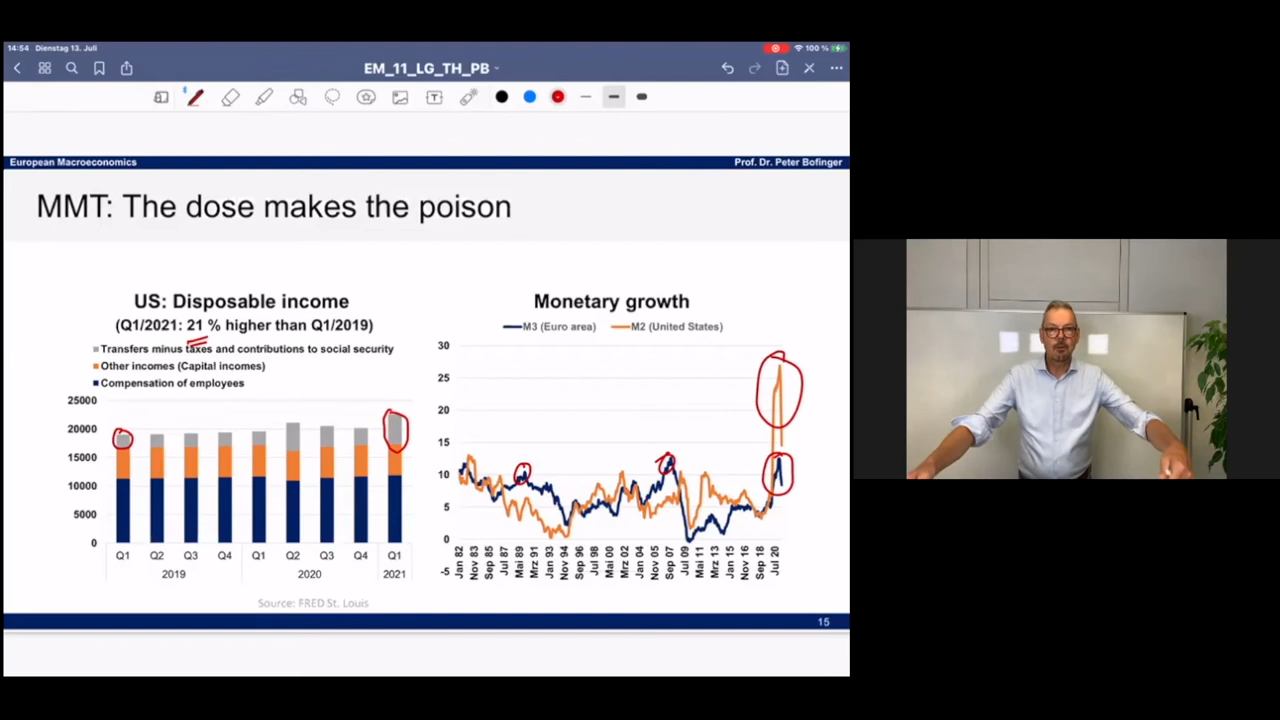 14:54 Dienstag 13. Juli
100 %
EM_11_LG_TH_PB
European Macroeconomics
Prof. Dr. Peter Bofinger
MMT: The dose makes the poison
US: Disposable income
(Q1/2021: 21 % higher than Q1/2019)
Transfers minus taxes and contributions to social security
Other incomes (Capital incomes)
Compensation of employees
25000
20000
15000
10000
5000
0
Q1 Q2 Q3 Q4 Q1 Q2 Q3 Q4 Q1
2019 2020 2021
Monetary growth
M3 (Euro area) M2 (United States)
30
25
20
15
10
5
0
-5
Jan 82 Nov 83 Sep 85 Jul 87 Mai 89 Mrz 91 Jan 93 Nov 94 Sep 96 Jul 98 Mai 00 Mrz 02 Jan 04 Nov 05 Sep 07 Jul 09 Mai 11 Mrz 13 Jan 15 Nov 16 Sep 18 Jul 20
Source: FRED St. Louis
15